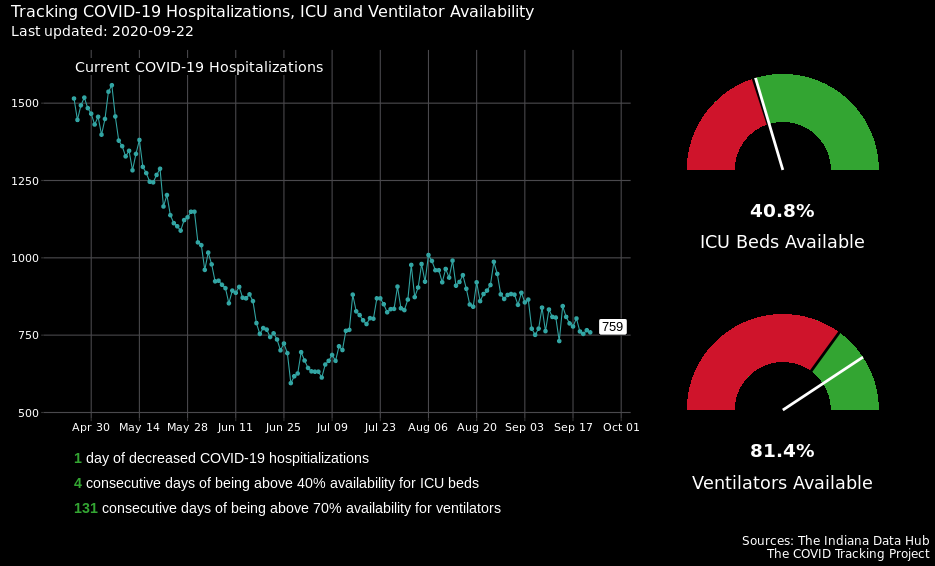 Tracking COVID-19 Hospitalizations, ICU and Ventilator Availability
Last updated: 2020-09-22
Current COVID-19 Hospitalizations
1500
1250
1000
750
500
759
Apr 30 May 14 May 28 Jun 11 Jun 25 Jul 09 Jul 23 Aug 06 Aug 20 Sep 03 Sep 17 Oct 01
40.8%
ICU Beds Available
81.4%
Ventilators Available
1 day of decreased COVID-19 hospitializations
4 consecutive days of being above 40% availability for ICU beds
131 consecutive days of being above 70% availability for ventilators
Sources: The Indiana Data Hub
The COVID Tracking Project